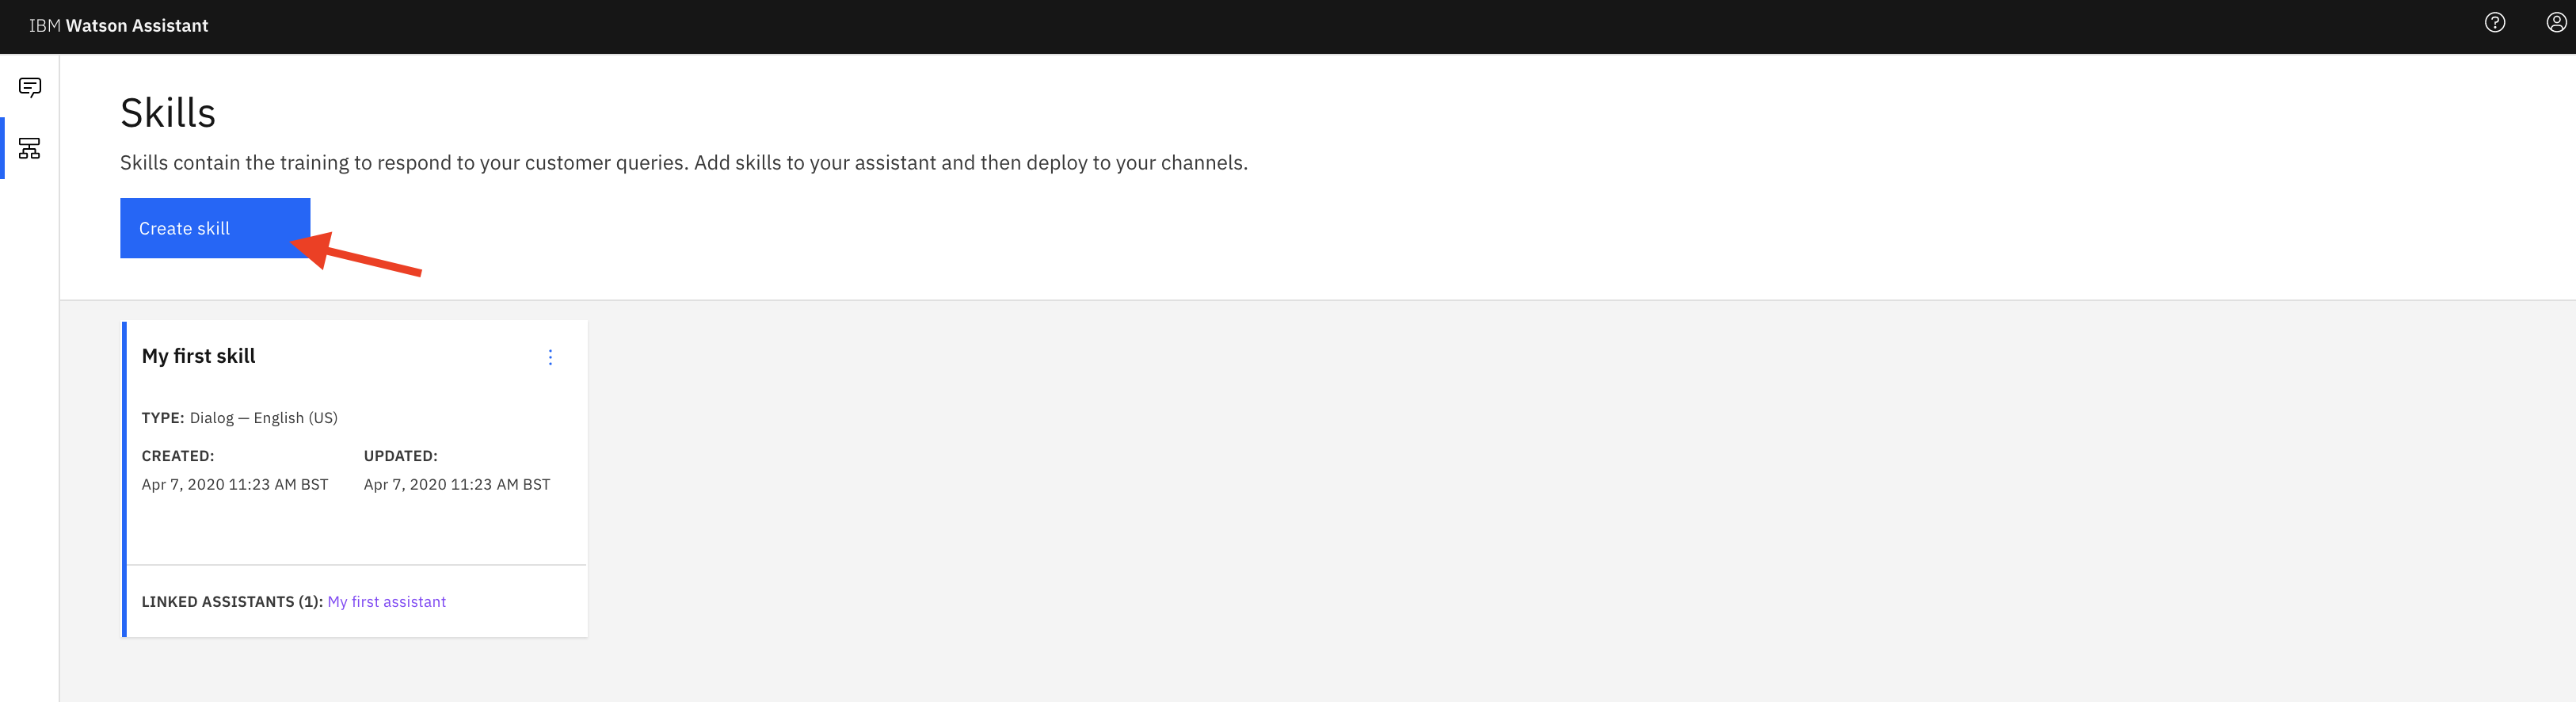 IBM Watson Assistant
Skills
Skills contain the training to respond to your customer queries. Add skills to your assistant and then deploy to your channels.
Create skill
My first skill
TYPE: Dialog — English (US)
CREATED: UPDATED:
Apr 7, 2020 11:23 AM BST Apr 7, 2020 11:23 AM BST
LINKED ASSISTANTS (1): My first assistant